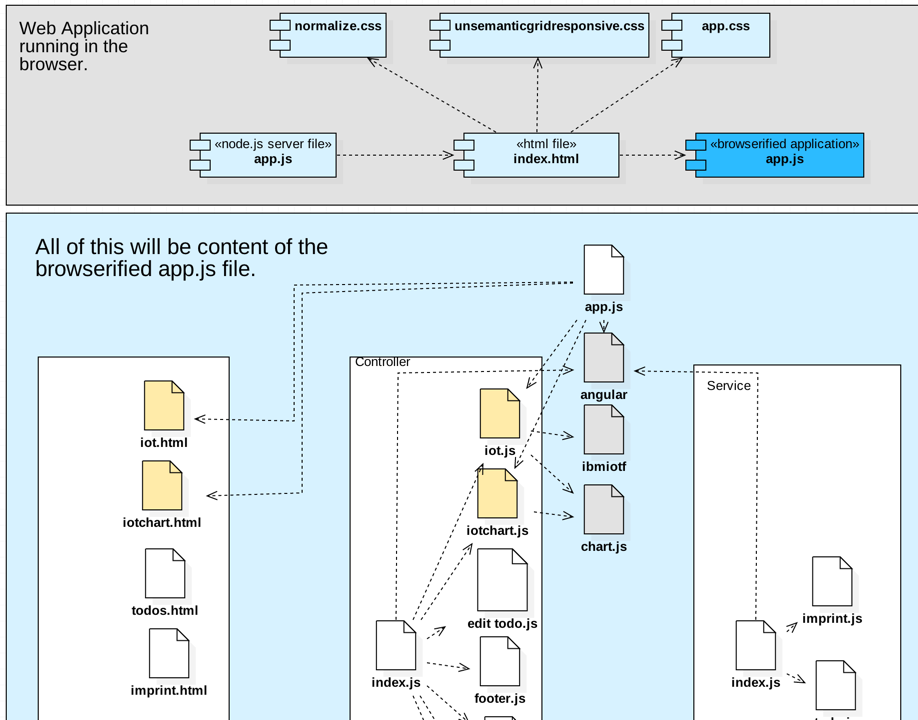 Web Application
running in the
browser.
normalize.css
unsemanticgridresponsive.css
app.css
«node.js server file»
app.js
«html file»
index.html
«browserified application»
app.js
All of this will be content of the
browserified app.js file.
app.js
Controller
angular
Service
iot.html
iot.js
ibmiotf
iotchart.html
iotchart.js
chart.js
todos.html
edit todo.js
imprint.js
imprint.html
index.js
footer.js
index.js